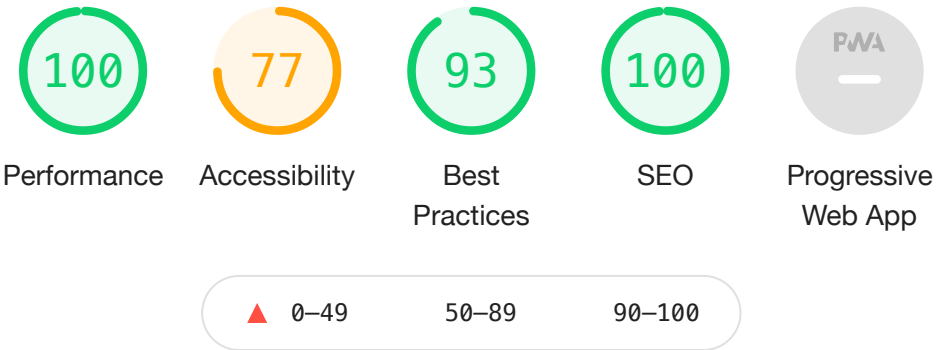 100 77 93 100 PWA
Performance Accessibility Best SEO Progressive
Practices Web App
0–49 50–89 90–100